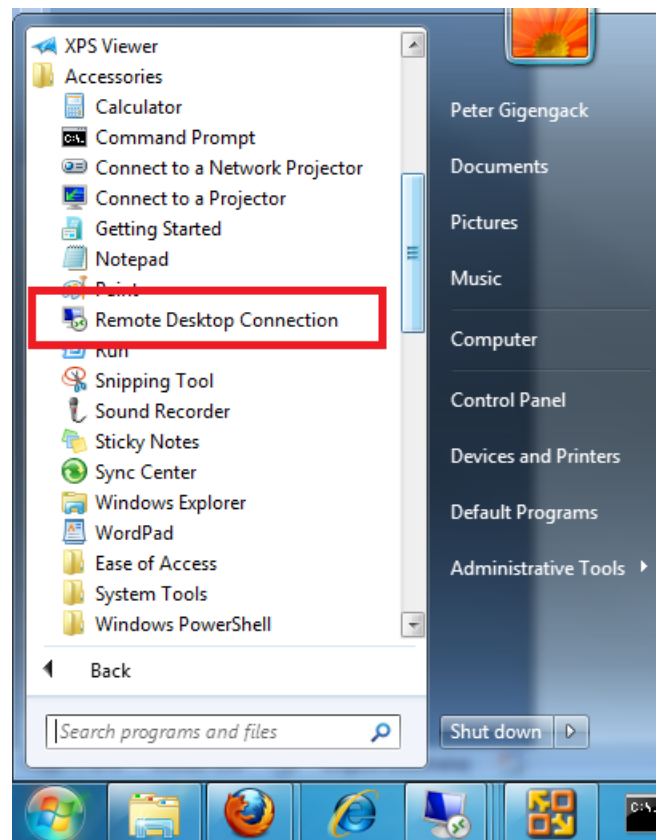 XPS Viewer
Accessories
Calculator
Command Prompt
Connect to a Network Projector
Connect to a Projector
Getting Started
Notepad
Paint
Remote Desktop Connection
Run
Snipping Tool
Sound Recorder
Sticky Notes
Sync Center
Windows Explorer
WordPad
Ease of Access
System Tools
Windows PowerShell
Back
Search programs and files
Peter Gigengack
Documents
Pictures
Music
Computer
Control Panel
Devices and Printers
Default Programs
Administrative Tools
Shut down